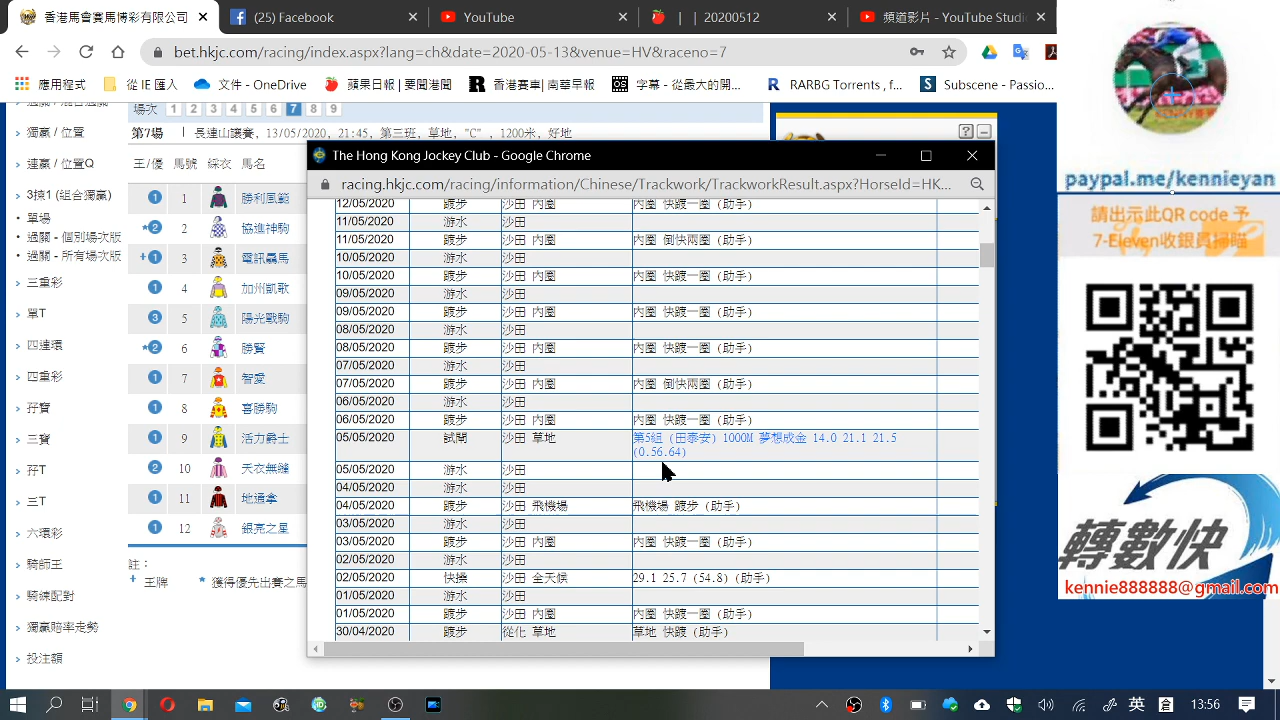 香港馬會賽馬博彩有限公司
(25) Facebook
YouTube
| | 200512
頻道影片 - YouTube Studi
bet.hkjc.com/racing/index.aspx?lang=ch&date=2020-05-13&venue=HV&raceno=7
應用程式
從 IE 匯入
文件 - OneDrive
蘋果日報 | 要聞港聞
香港賽書 | 南華早報
字幕 - 從最大的多...
RARBG Torrents , f...
Subscene - Passio...
場次 1 2 3 4 5 6 7 8 9
第7場 | 長連山讓賽, 13/05/2020, 21:45, 第三班, 草地, "C" , 1200米, 好地
王/優 馬號 綵衣 馬名
1 1 勝利風範
2 2 協進神駒
+1 3 電訊驫馬
1 4 加州凱歌
3 5 陽光勁駒
2 6 勝賢
1 7 智愛
1 8 喜勝駒
1 9 活力爵士
2 10 天衣無縫
1 11 地通拿
1 12 銀亮之星
註：
王牌
獲得優先出賽之馬
獨贏 / 位置
連贏 / 位置Q
3揀1 (組合獨贏)
單場
過關 - 個別場次版
過關 - 所有場次版
三重彩
單T
四連環
四重彩
孖寶
三寶
孖T
三T
六環彩
騎師王
騎練配對
獨贏賠率走勢
投注額
The Hong Kong Jockey Club - Google Chrome
racing.hkjc.com/racing/information/Chinese/Trackwork/TrackworkResult.aspx?HorseId=HK...
12/05/2020 踱步 沙田 內圈 內圈 快踱一圈 (助手)
11/05/2020 游水 沙田
11/05/2020 踱步 沙田 內圈 內圈 倒快兩圈 (助手)
10/05/2020 游水 沙田
10/05/2020 踱步 沙田 內圈 內圈 快踱一圈 (助手)
09/05/2020 游水 沙田
09/05/2020 踱步 沙田 內圈 內圈 快踱一圈 (助手)
08/05/2020 游水 沙田
08/05/2020 踱步 沙田 內圈 內圈 快踱一圈 (助手)
07/05/2020 游水 沙田
07/05/2020 踱步 沙田 內圈 內圈 倒快兩圈 (助手)
06/05/2020 游水 沙田
06/05/2020 踱步 沙田 內圈 內圈 快踱一圈 (助手)
05/05/2020 試閘 沙田 草地 第5組 (田泰安) 1000M 夢想成金 14.0 21.1 21.5
(0.56.64)
05/05/2020 游水 沙田
04/05/2020 游水 沙田
04/05/2020 踱步 沙田 飛機場 飛機場 踱步 (助手)
03/05/2020 游水 沙田
03/05/2020 踱步 沙田 內圈 內圈 快踱一圈 (助手)
02/05/2020 游水 沙田
02/05/2020 快操 沙田 全天候 29.1 25.7 (54.8) (助手)
01/05/2020 游水 沙田
01/05/2020 踱步 沙田 內圈 內圈 快踱一圈 (助手)
30/04/2020 踱步 從化 草地 草地 快踱 (助手)
paypal.me/kennieyan
請出示此QR code 予
7-Eleven收銀員掃瞄
轉數快
kennie888888@gmail.com
英
倉
13:56